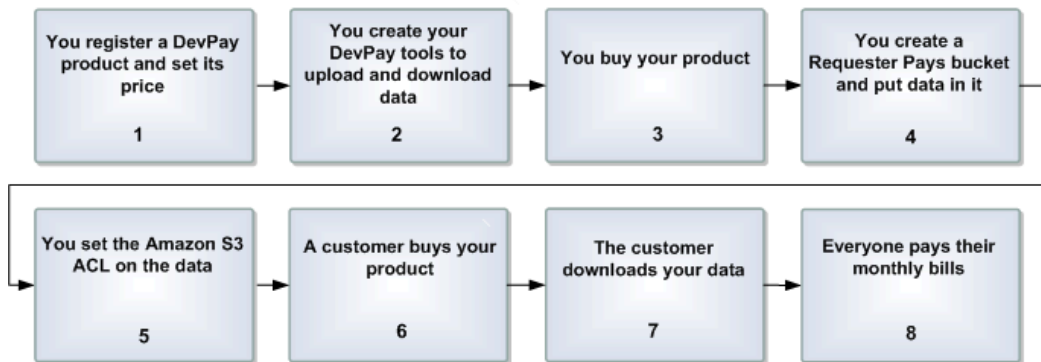 You register a DevPay
product and set its
price
1
You create your
DevPay tools to
upload and download
data
2
You buy your product
3
You create a
Requester Pays bucket
and put data in it
4
You set the Amazon S3
ACL on the data
5
A customer buys your
product
6
The customer
downloads your data
7
Everyone pays their
monthly bills
8